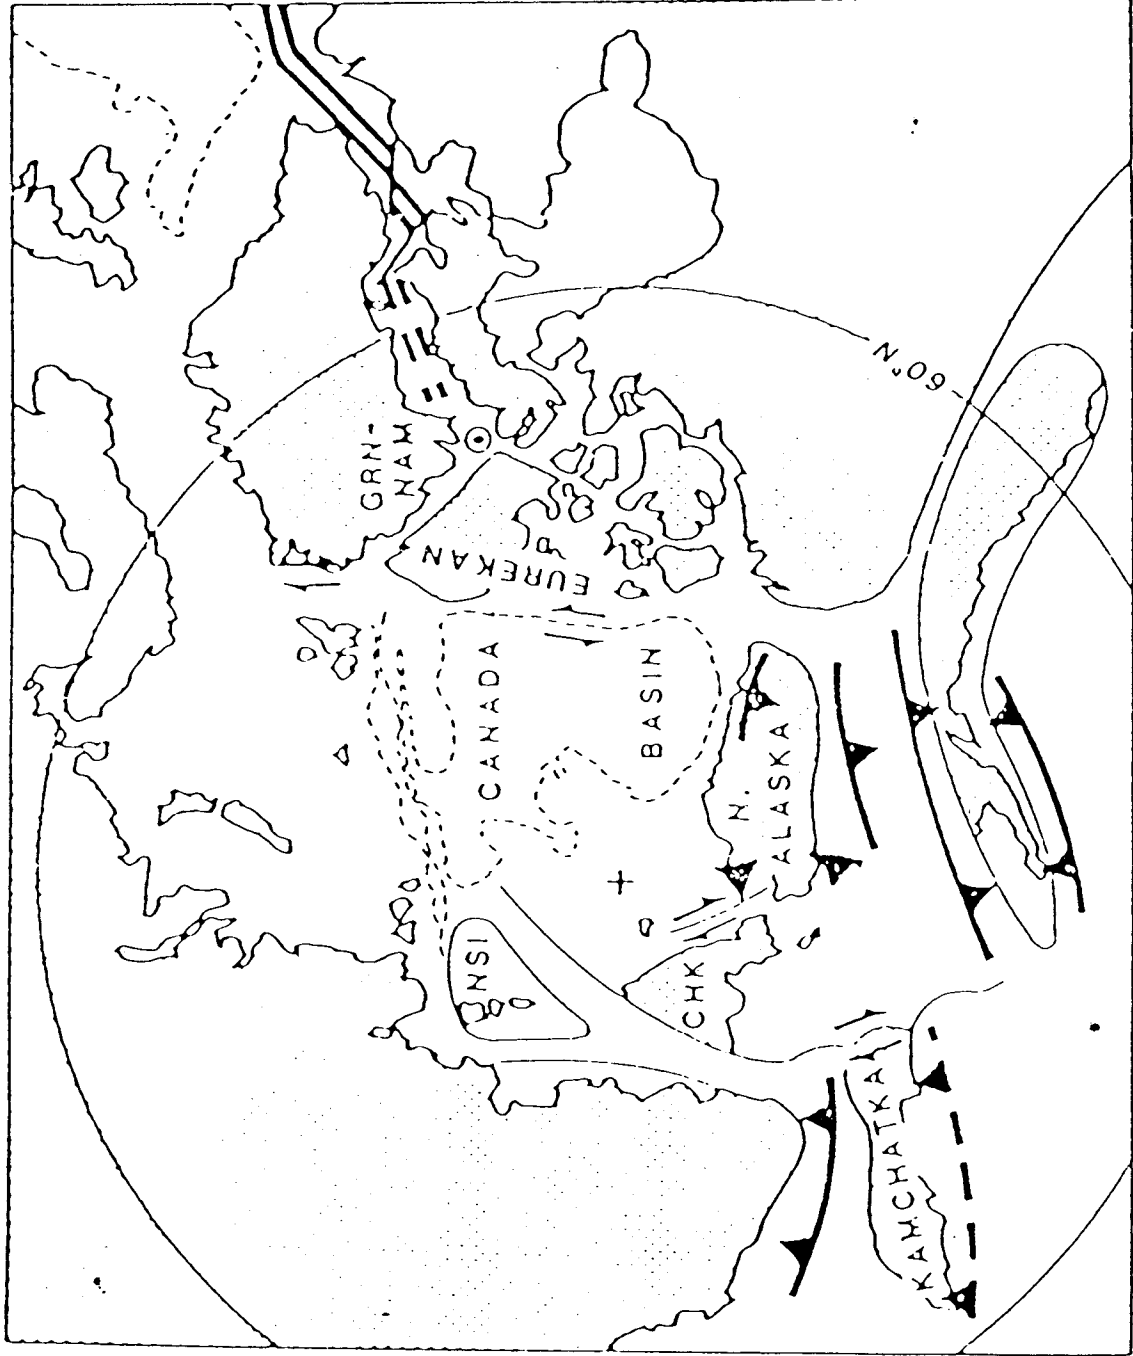 60°N
GRN-
NAM
EUREKAN
CANADA
BASIN
N.
ALASKA
NSI
CHK
KAMCHATKA